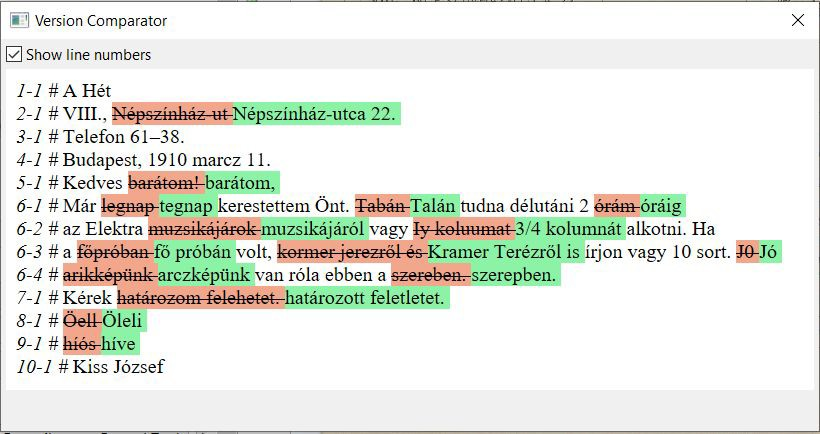 Version Comparator
Show line numbers
1-1 # A Hét
2-1 # VIII., Népszínház-ut Népszínház-utca 22.
3-1 # Telefon 61–38.
4-1 # Budapest, 1910 marcz 11.
5-1 # Kedves barátom! barátom,
6-1 # Már legnap tegnap kerestettem Önt. Tabán Talán tudna délutáni 2 órám óráig
6-2 # az Elektra muzsikájárok muzsikájáról vagy Iy koluumat 3/4 kolumnát alkotni. Ha
6-3 # a főpróban fő próbán volt, kormer jerezről és Kramer Terézről is írjon vagy 10 sort. J0 Jó
6-4 # arikképünk arczképünk van róla ebben a szereben. szerepben.
7-1 # Kérek határozom felehetet. határozott feletletet.
8-1 # Öell Öleli
9-1 # híós híve
10-1 # Kiss József